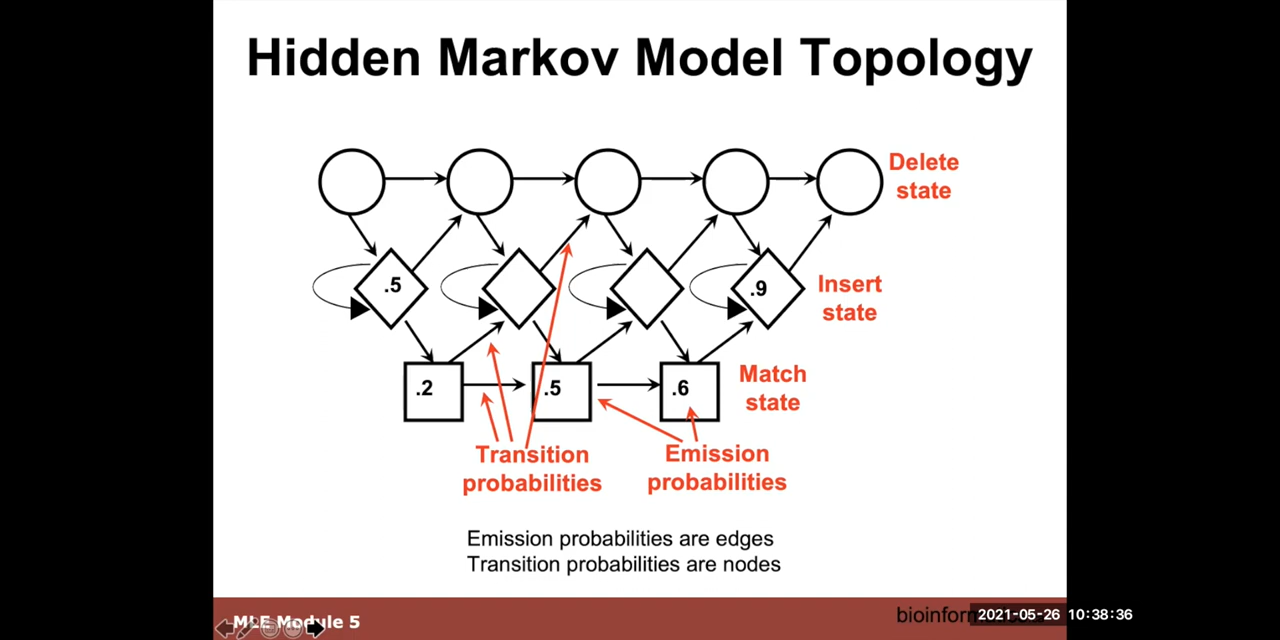 Hidden Markov Model Topology
Delete
state
.5
.9
Insert
state
.2
.5
.6
Match
state
Transition
probabilities
Emission
probabilities
Emission probabilities are edges
Transition probabilities are nodes
MLE Module 5
2021-05-26 10:38:36